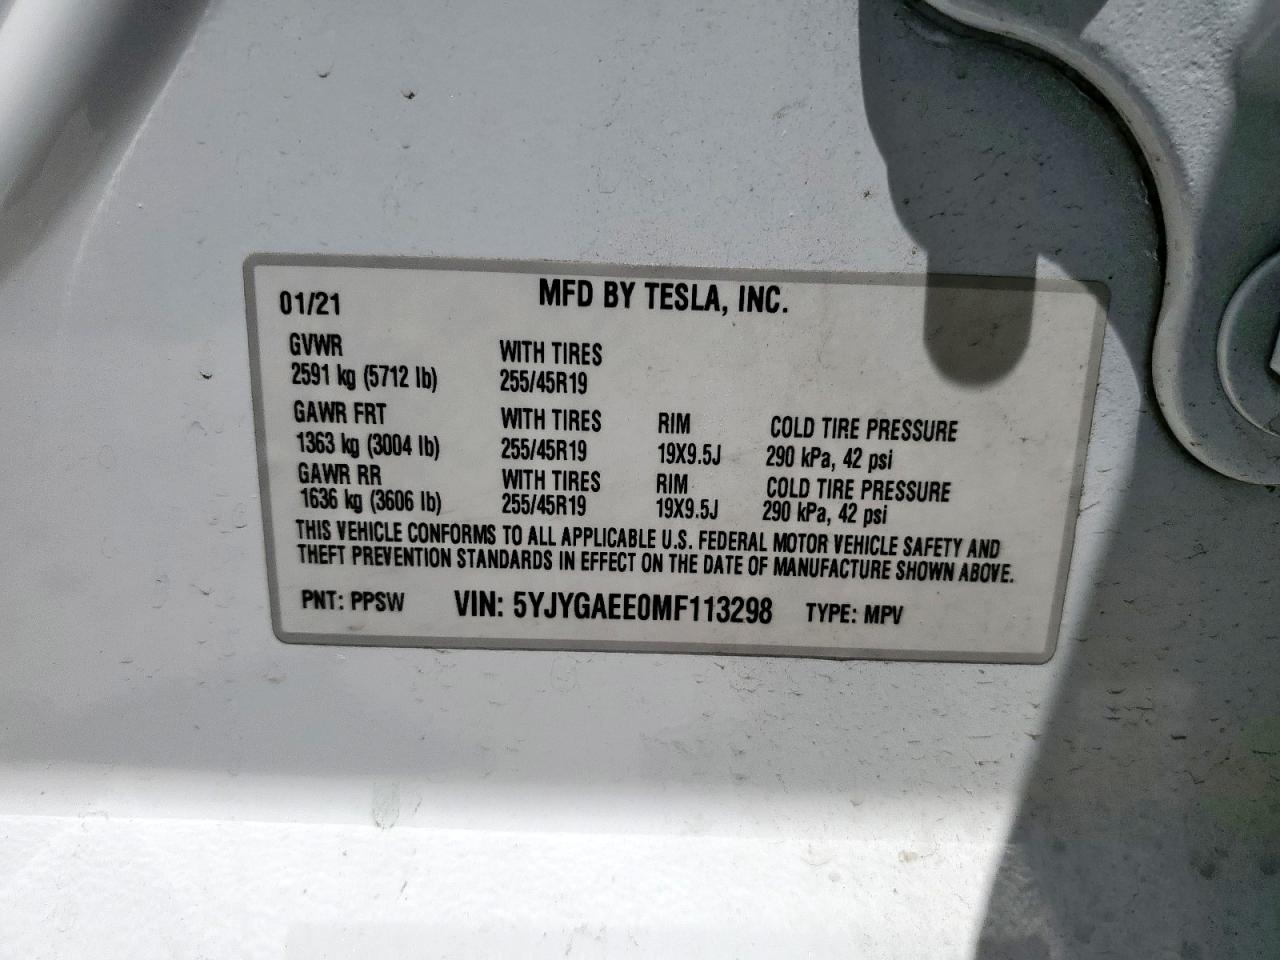 01/21 MFD BY TESLA, INC.
GVWR WITH TIRES
2591 kg (5712 lb) 255/45R19
GAWR FRT WITH TIRES RIM COLD TIRE PRESSURE
1363 kg (3004 lb) 255/45R19 19X9.5J 290 kPa, 42 psi
GAWR RR WITH TIRES RIM COLD TIRE PRESSURE
1636 kg (3606 lb) 255/45R19 19X9.5J 290 kPa, 42 psi
THIS VEHICLE CONFORMS TO ALL APPLICABLE U.S. FEDERAL MOTOR VEHICLE SAFETY AND
THEFT PREVENTION STANDARDS IN EFFECT ON THE DATE OF MANUFACTURE SHOWN ABOVE.
PNT: PPSW VIN: 5YJYGAEE0MF113298 TYPE: MPV